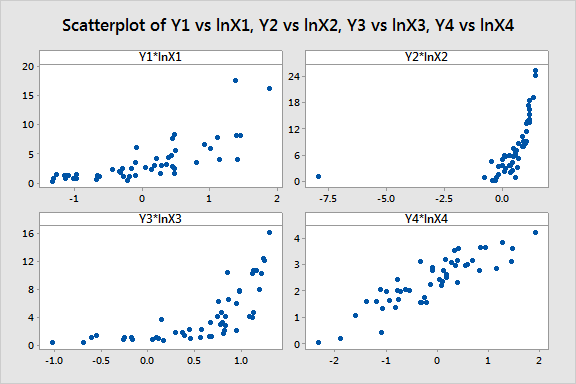 Scatterplot of Y1 vs lnX1, Y2 vs lnX2, Y3 vs lnX3, Y4 vs lnX4
Y1*lnX1
Y2*lnX2
20
15
10
5
0
24
18
12
6
0
-1 0 1 2
-7.5 -5.0 -2.5 0.0
Y3*lnX3
Y4*lnX4
16
12
8
4
0
4
3
2
1
0
-1.0 -0.5 0.0 0.5 1.0
-2 -1 0 1 2